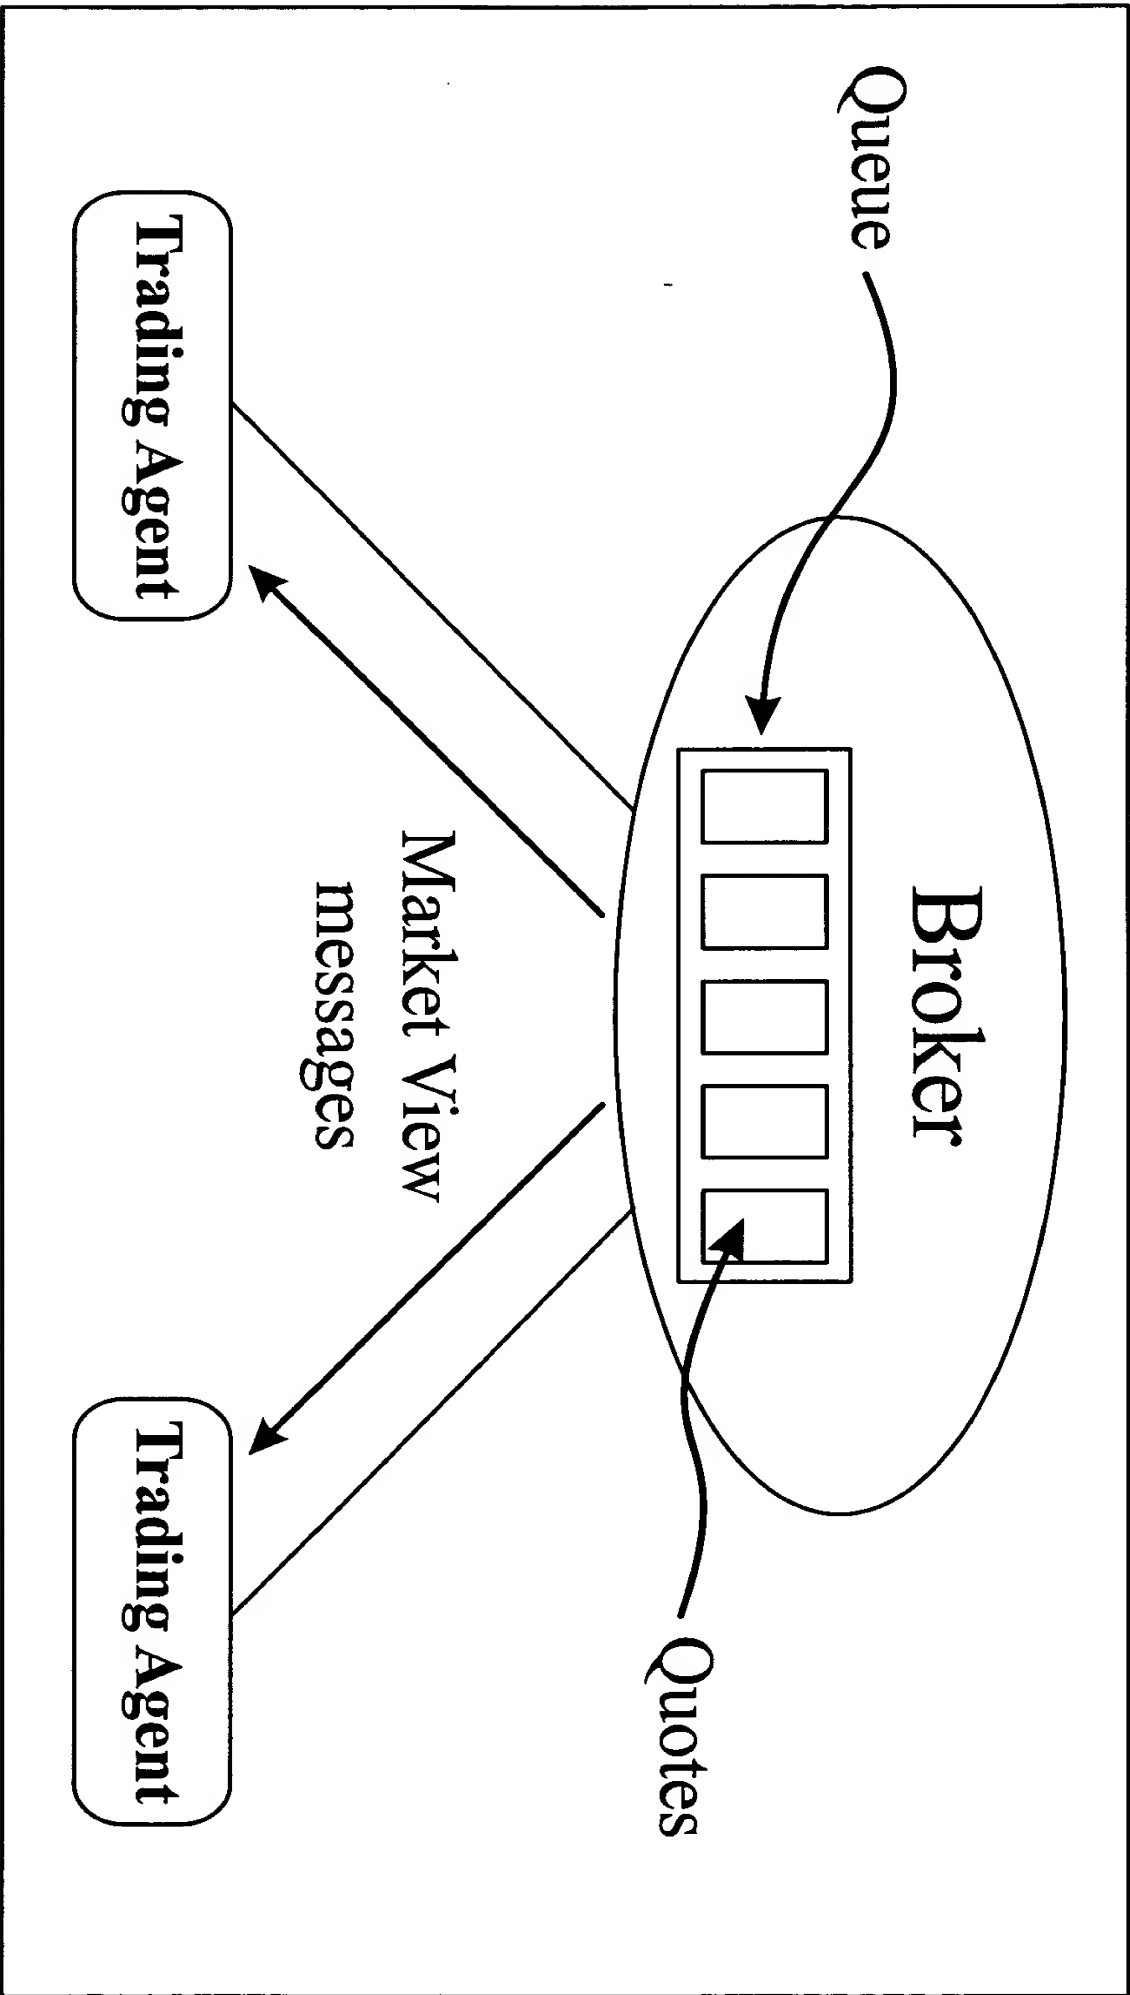 Broker
Queue
Quotes
Market View
messages
Trading Agent
Trading Agent